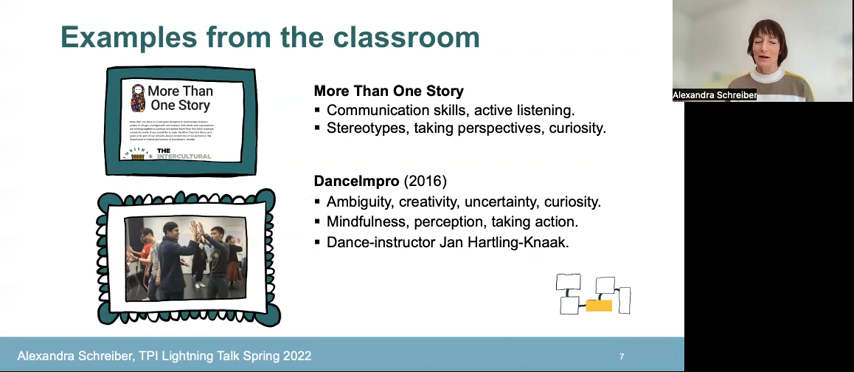 Examples from the classroom
More Than
One Story
THE
INTERCULTURAL
More Than One Story
▪ Communication skills, active listening.
▪ Stereotypes, taking perspectives, curiosity.
DanceImpro (2016)
▪ Ambiguity, creativity, uncertainty, curiosity.
▪ Mindfulness, perception, taking action.
▪ Dance-instructor Jan Hartling-Knaak.
Alexandra Schreiber, TPI Lightning Talk Spring 2022
7
Alexandra Schreiber